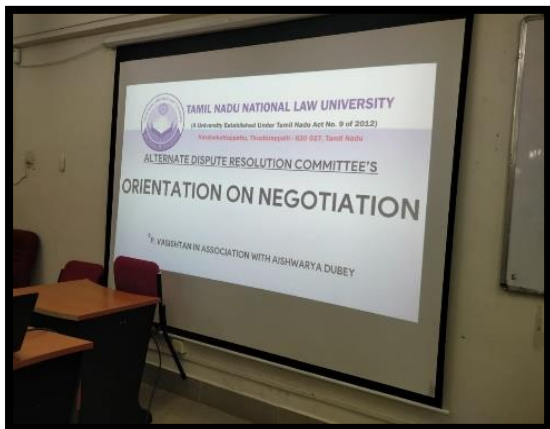 TAMIL NADU NATIONAL LAW UNIVERSITY
(A University Established Under Tamil Nadu Act No. 9 of 2012)
Tiruchirappalli - 620 027, Tamil Nadu
ALTERNATE DISPUTE RESOLUTION COMMITTEE'S
ORIENTATION ON NEGOTIATION
P. VASISHTAN IN ASSOCIATION WITH AISHWARYA DUBEY